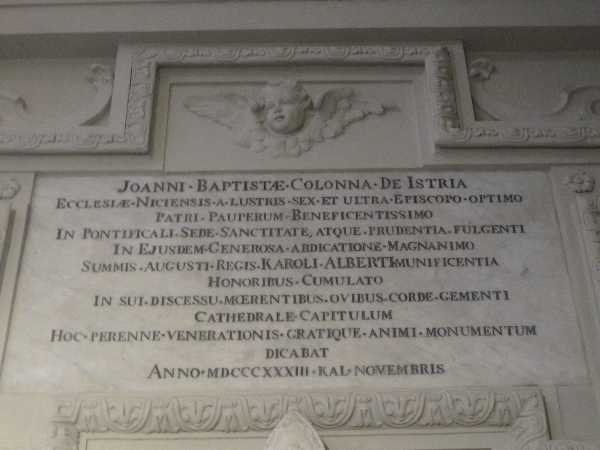 JOANNI · BAPTISTÆ · COLONNA · DE ISTRIA
ECCLESIÆ · NICIENSIS · A · LUSTRIS · SEX · ET ULTRA · EPISCOPO · OPTIMO
PATRI · PAUPERUM · BENEFICENTISSIMO
IN PONTIFICALI · SEDE · SANCTITATE, ATQUE · PRUDENTIA · FULGENTI
IN EJUSDEM · GENEROSA · ABDICATIONE · MAGNANIMO
SUMMIS · AUGUSTI · REGIS · KAROLI · ALBERTI · MUNIFICENTIA
HONORIBUS · CUMULATO
IN SUI · DISCESSU · MŒRENTIBUS · OVIBUS · CORDE · GEMENTI
CATHEDRALE · CAPITULUM
HOC · PERENNE · VENERATIONIS · GRATIQUE · ANIMI · MONUMENTUM
DICABAT
ANNO · MDCCCXXXIII · KAL · NOVEMBRIS